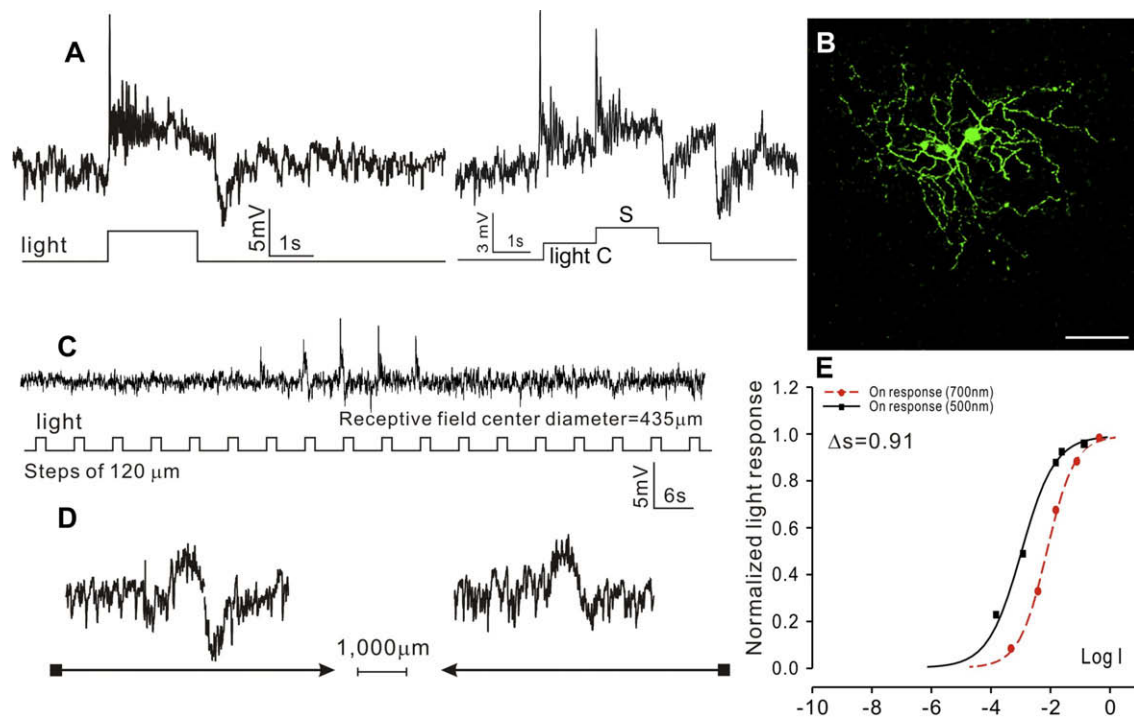 A
light
5mV
1s
3 mV
1s
S
light C
B
C
light
Receptive field center diameter=435µm
Steps of 120 µm
5mV
6s
D
1,000µm
E
On response (700nm)
On response (500nm)
Δs=0.91
Normalized light response
1.2
1.0
0.8
0.6
0.4
0.2
0.0
Log I
-10 -8 -6 -4 -2 0